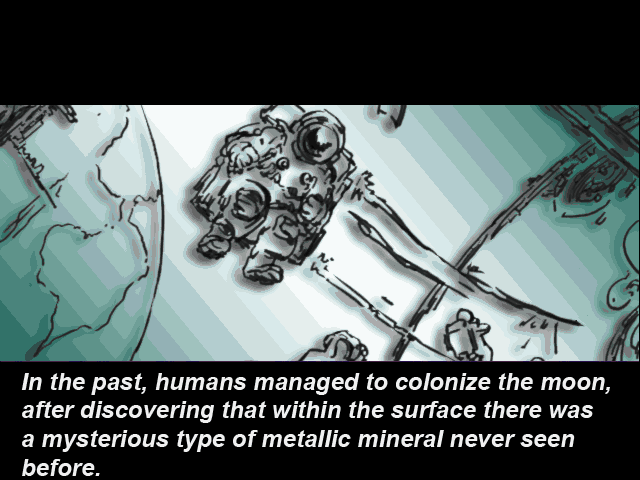 In the past, humans managed to colonize the moon,
after discovering that within the surface there was
a mysterious type of metallic mineral never seen
before.